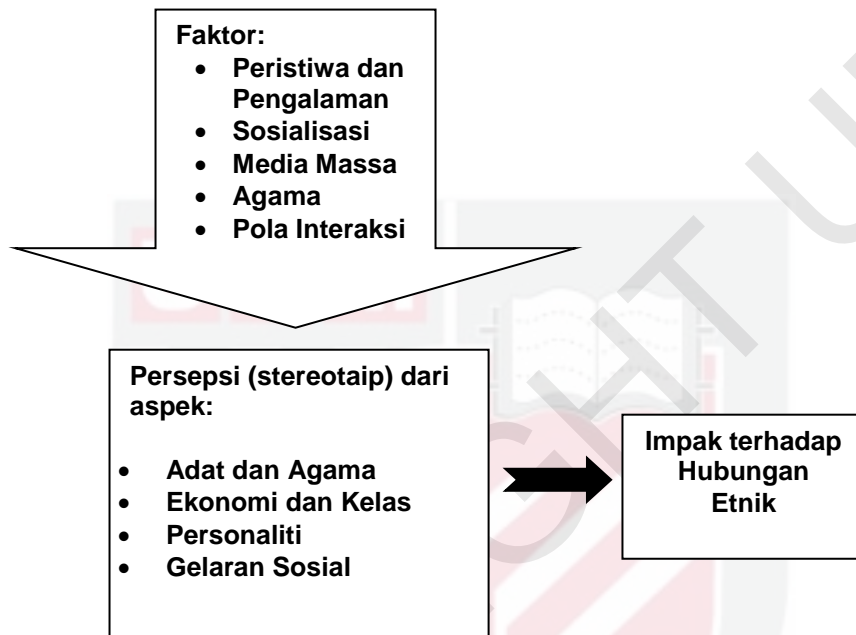 Faktor:
• Peristiwa dan
Pengalaman
• Sosialisasi
• Media Massa
• Agama
• Pola Interaksi
Persepsi (stereotaip) dari
aspek:
• Adat dan Agama
• Ekonomi dan Kelas
• Personaliti
• Gelaran Sosial
Impak terhadap
Hubungan
Etnik